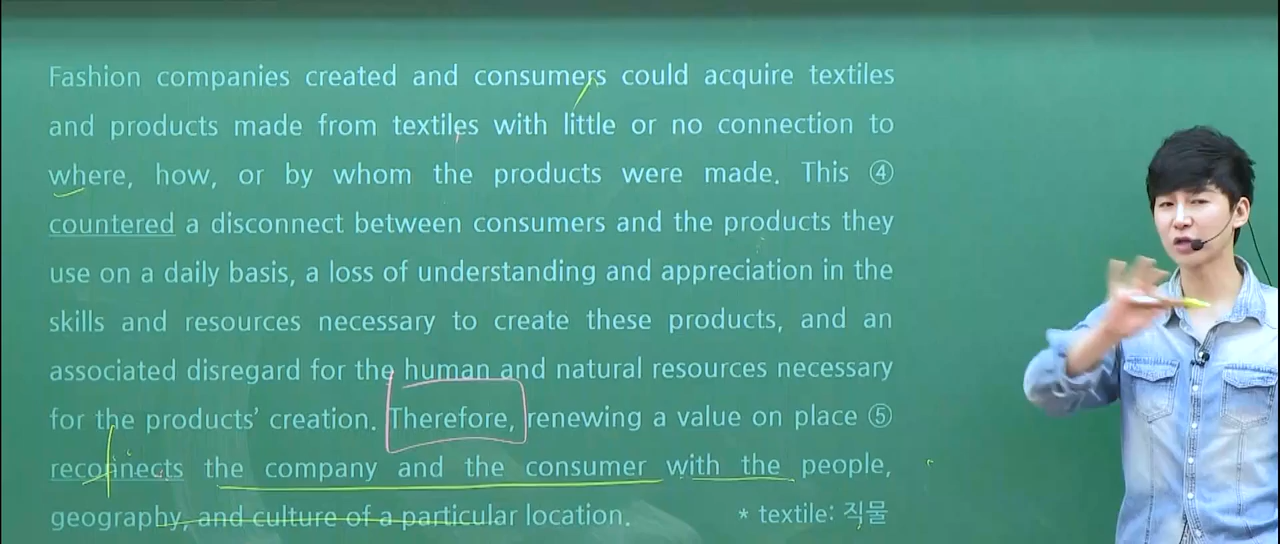 Fashion companies created and consumers could acquire textiles
and products made from textiles with little or no connection to
where, how, or by whom the products were made. This ④
countered a disconnect between consumers and the products they
use on a daily basis, a loss of understanding and appreciation in the
skills and resources necessary to create these products, and an
associated disregard for the human and natural resources necessary
for the products’ creation. Therefore, renewing a value on place ⑤
reconnects the company and the consumer with the people,
geography, and culture of a particular location. * textile: 직물